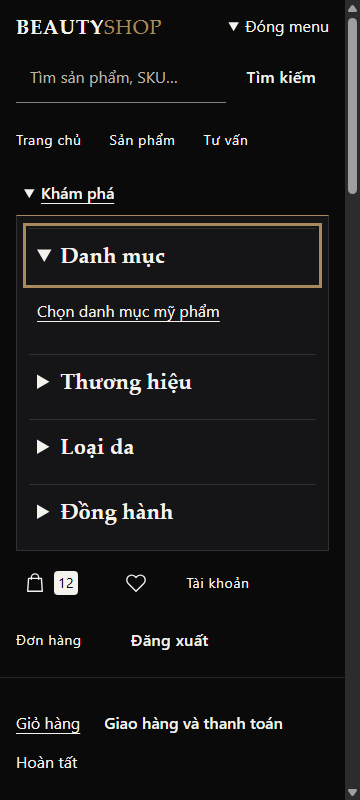 BEAUTYSHOP
Đóng menu
Tìm sản phẩm, SKU...
Tìm kiếm
Trang chủ
Sản phẩm
Tư vấn
Khám phá
Danh mục
Chọn danh mục mỹ phẩm
Thương hiệu
Loại da
Đồng hành
12
Tài khoản
Đơn hàng
Đăng xuất
Giỏ hàng
Giao hàng và thanh toán
Hoàn tất